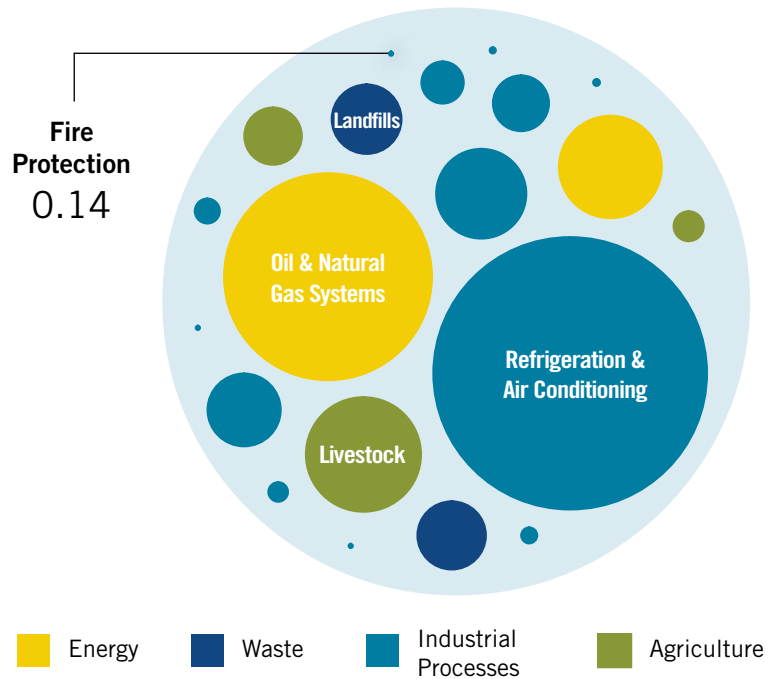 Fire
Protection
0.14
Landfills
Oil & Natural
Gas Systems
Refrigeration &
Air Conditioning
Livestock
Energy
Waste
Industrial
Processes
Agriculture